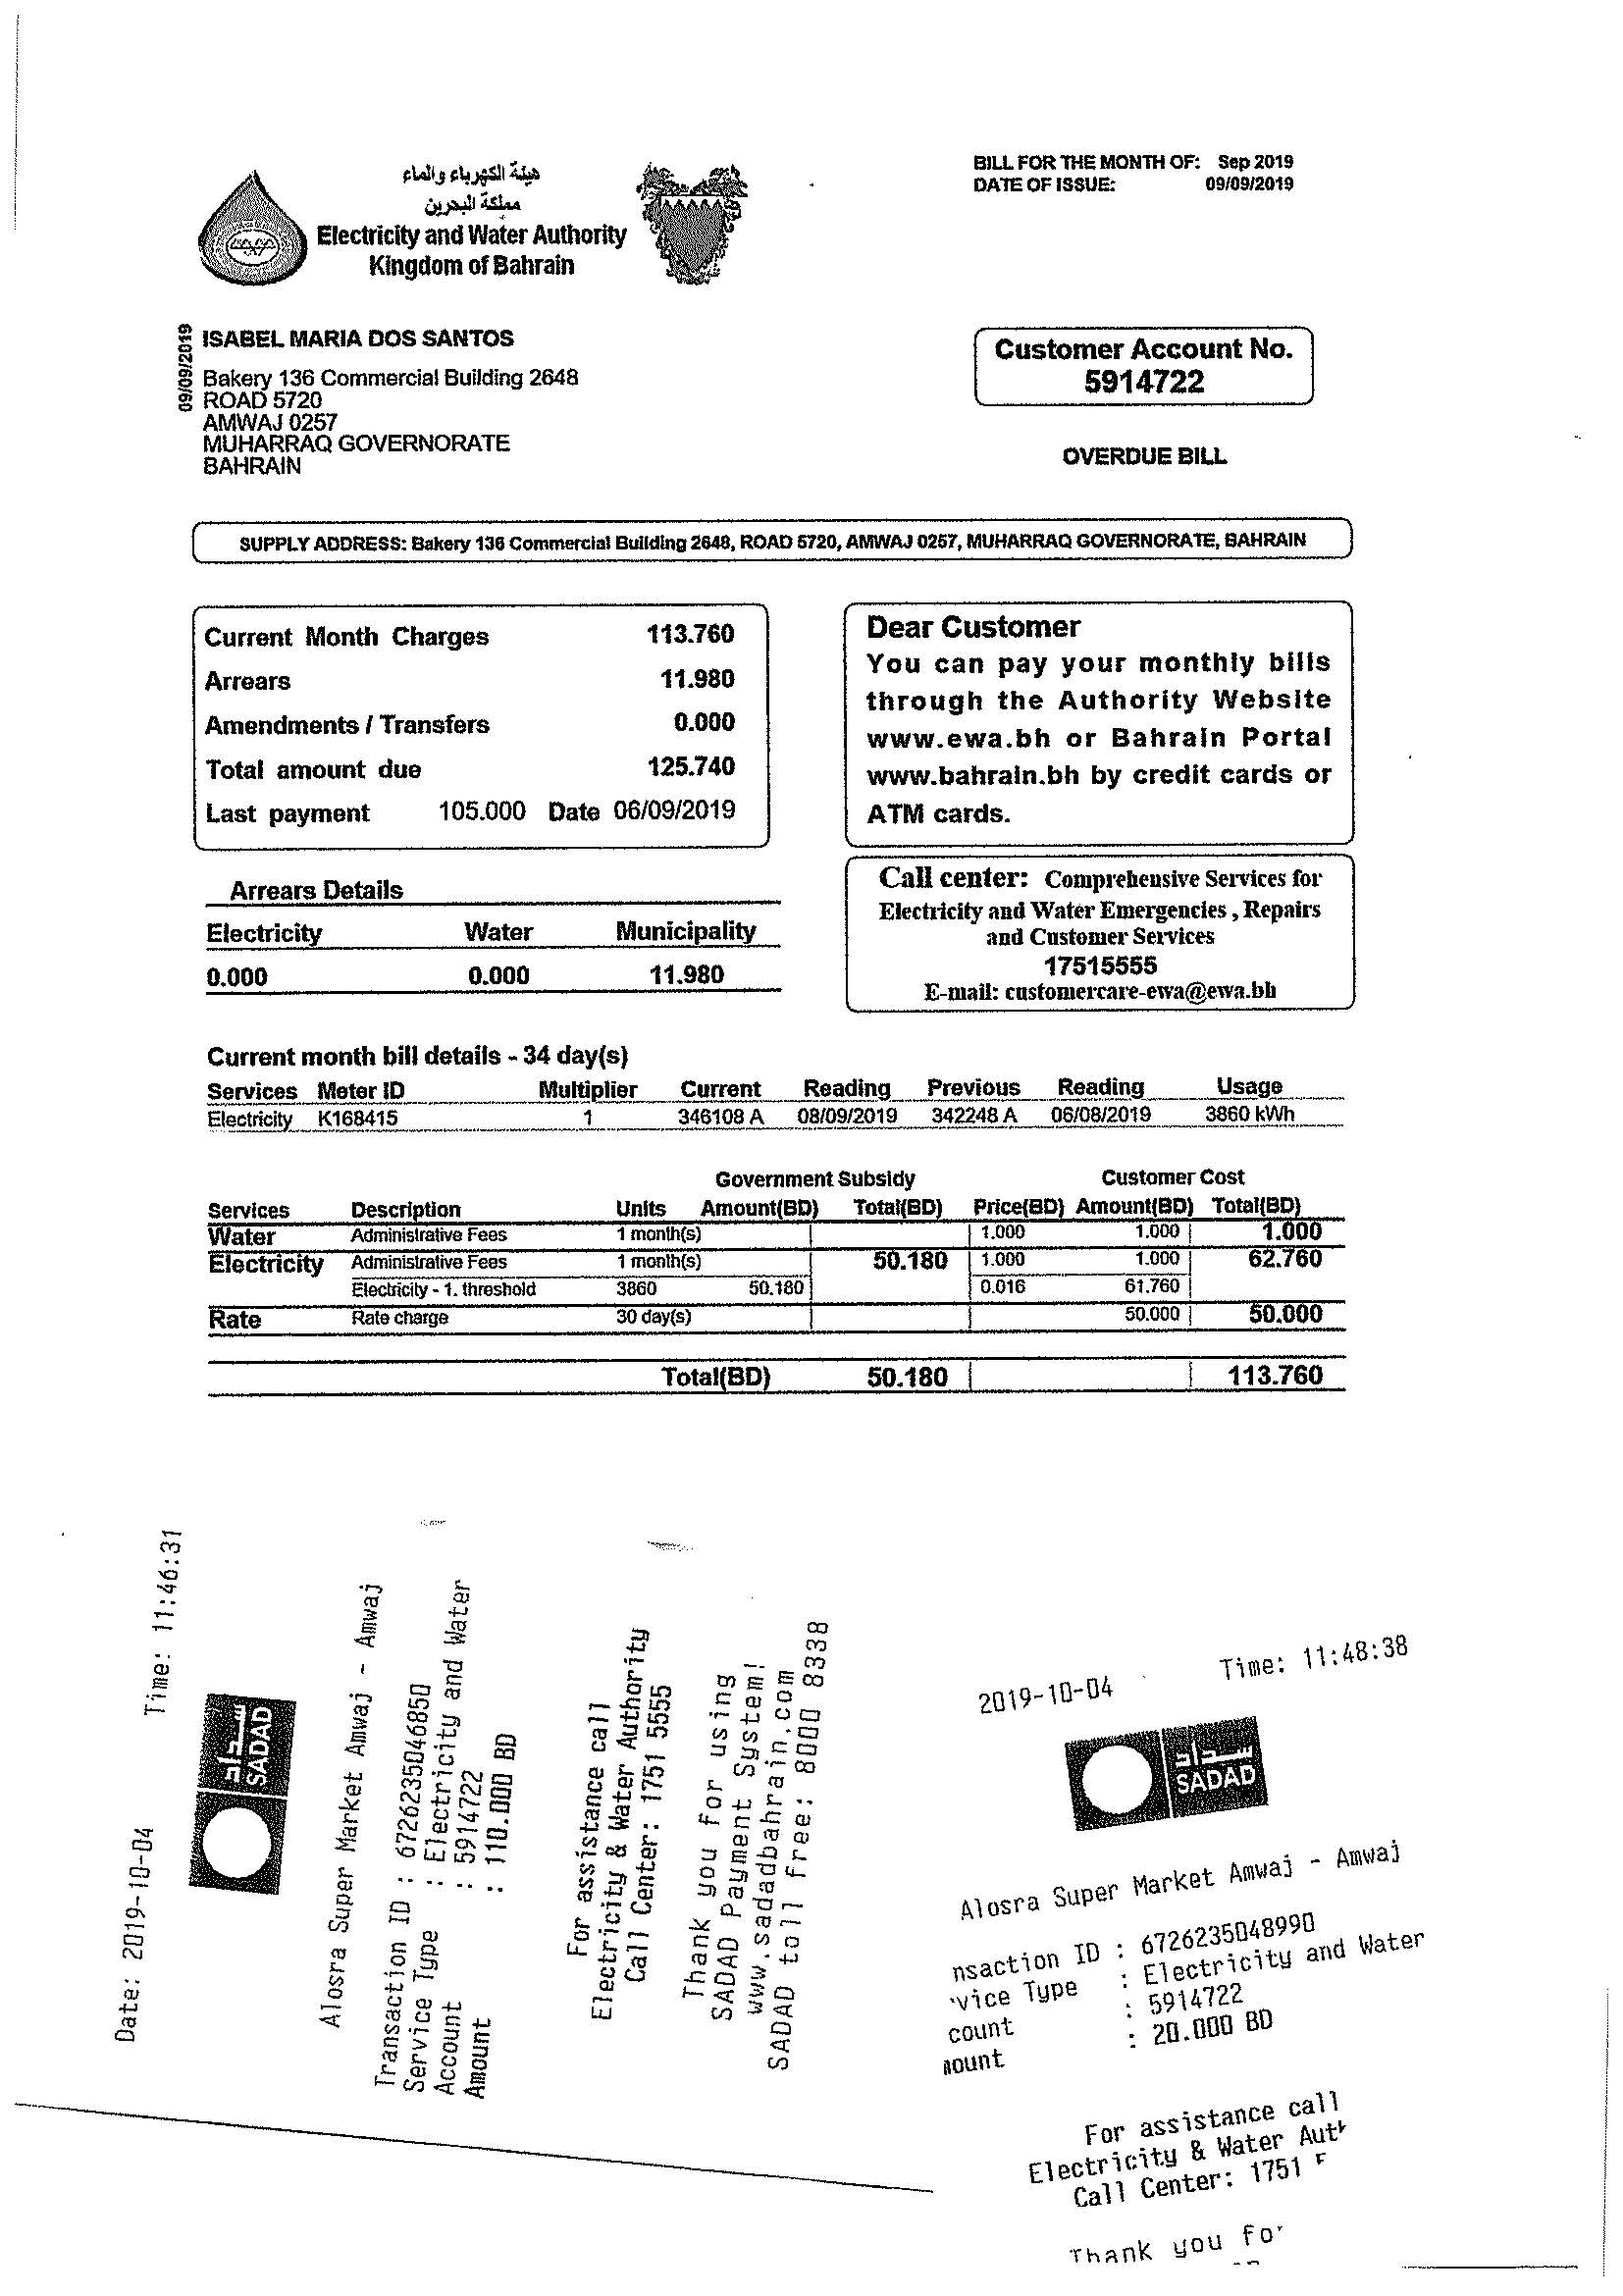 هيئة الكهرباء والماء
مملكة البحرين
Electricity and Water Authority
Kingdom of Bahrain
BILL FOR THE MONTH OF: Sep 2019
DATE OF ISSUE: 09/09/2019
09/09/2019
ISABEL MARIA DOS SANTOS
Bakery 136 Commercial Building 2648
ROAD 5720
AMWAJ 0257
MUHARRAQ GOVERNORATE
BAHRAIN
Customer Account No.
5914722
OVERDUE BILL
SUPPLY ADDRESS: Bakery 136 Commercial Building 2648, ROAD 5720, AMWAJ 0257, MUHARRAQ GOVERNORATE, BAHRAIN
Current Month Charges 113.760
Arrears 11.980
Amendments / Transfers 0.000
Total amount due 125.740
Last payment 105.000 Date 06/09/2019
Dear Customer
You can pay your monthly bills
through the Authority Website
www.ewa.bh or Bahrain Portal
www.bahrain.bh by credit cards or
ATM cards.
Arrears Details
Electricity Water Municipality
0.000 0.000 11.980
Call center: Comprehensive Services for
Electricity and Water Emergencies , Repairs
and Customer Services
17515555
E-mail: customercare-ewa@ewa.bh
Current month bill details - 34 day(s)
Services Meter ID Multiplier Current Reading Previous Reading Usage
Electricity K168415 1 346108 A 08/09/2019 342248 A 06/08/2019 3860 kWh
Government Subsidy Customer Cost
Services Description Units Amount(BD) Total(BD) Price(BD) Amount(BD) Total(BD)
Water Administrative Fees 1 month(s) 1.000 1.000 1.000
Electricity Administrative Fees 1 month(s) 50.180 1.000 1.000 62.760
Electricity - 1. threshold 3860 50.180 0.016 61.760
Rate Rate charge 30 day(s) 50.000 50.000
Total(BD) 50.180 113.760
Date: 2019-10-04 Time: 11:46:31
سداد
SADAD
Alosra Super Market Amwaj - Amwaj
Transaction ID : 6726235046850
Service Type : Electricity and Water
Account : 5914722
Amount : 110.000 BD
For assistance call
Electricity & Water Authority
Call Center: 1751 5555
Thank you for using
SADAD Payment System!
www.sadadbahrain.com
SADAD toll free: 8000 8338
2019-10-04 Time: 11:48:38
سداد
SADAD
Alosra Super Market Amwaj - Amwaj
nsaction ID : 6726235048990
vice Type : Electricity and Water
count : 5914722
mount : 20.000 BD
For assistance call
Electricity & Water Aut
Call Center: 1751
Thank you fo